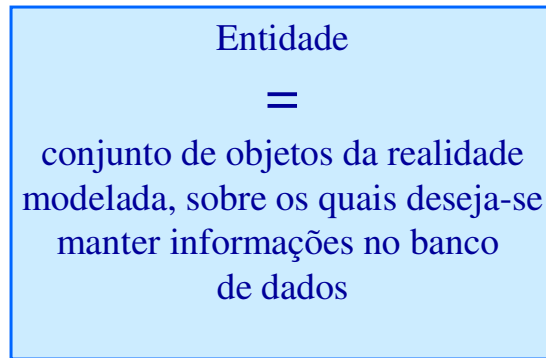 Entidade
=
conjunto de objetos da realidade
modelada, sobre os quais deseja-se
manter informações no banco
de dados